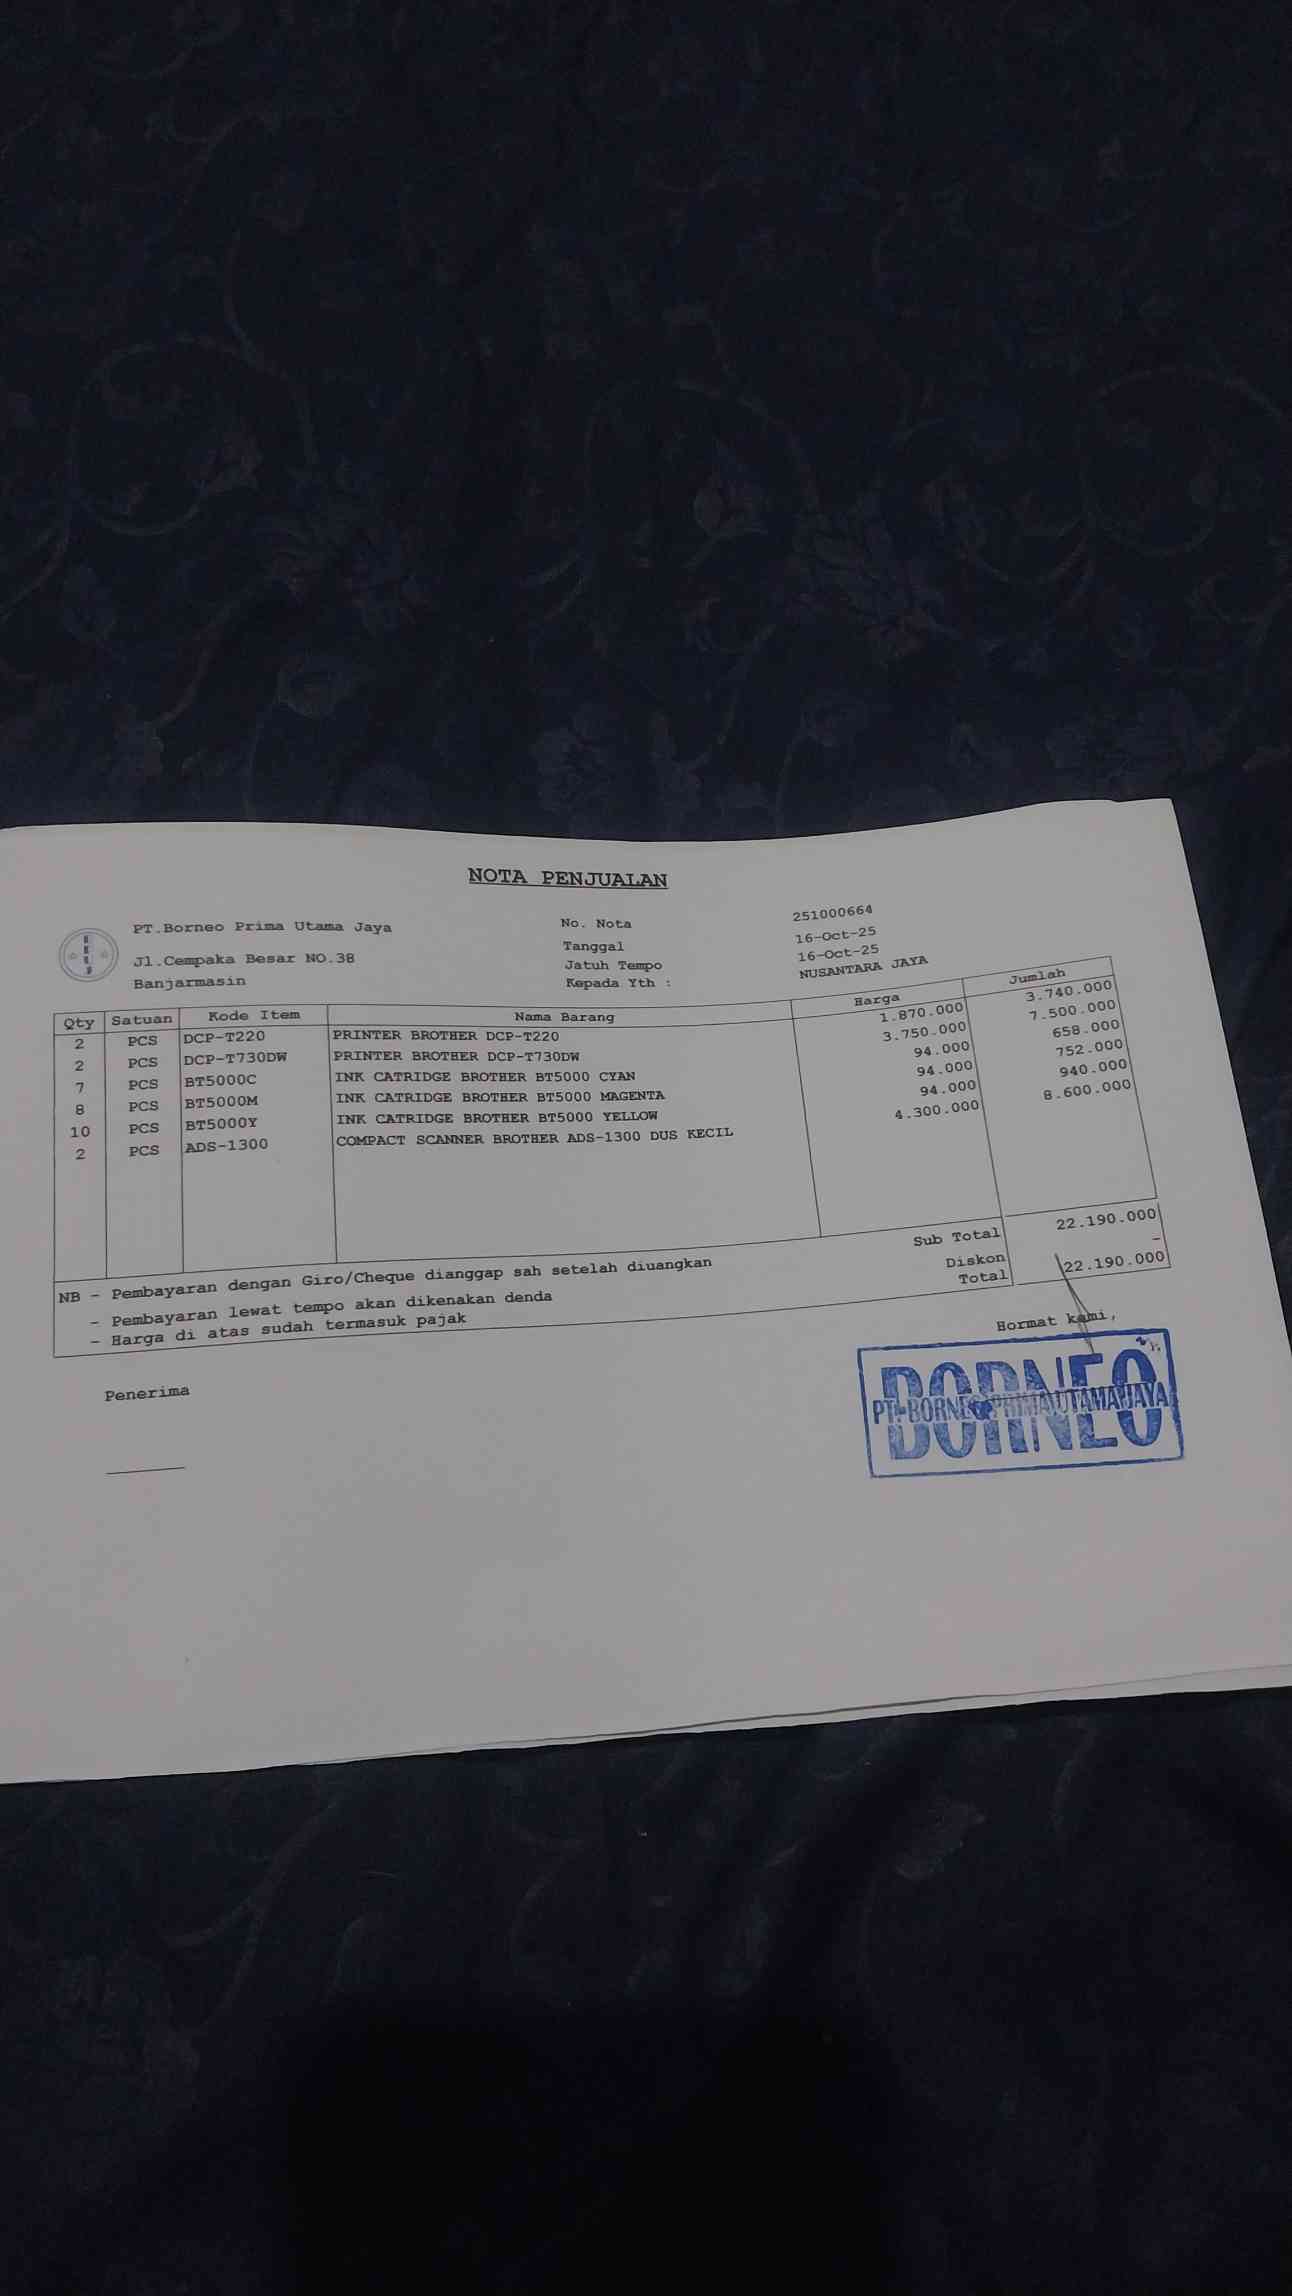 NOTA PENJUALAN
PT.Borneo Prima Utama Jaya
Jl.Cempaka Besar NO.38
Banjarmasin
No. Nota 251000664
Tanggal 16-Oct-25
Jatuh Tempo 16-Oct-25
Kepada Yth : NUSANTARA JAYA
Qty Satuan Kode Item Nama Barang Harga Jumlah
2 PCS DCP-T220 PRINTER BROTHER DCP-T220 1.870.000 3.740.000
2 PCS DCP-T730DW PRINTER BROTHER DCP-T730DW 3.750.000 7.500.000
7 PCS BT5000C INK CATRIDGE BROTHER BT5000 CYAN 94.000 658.000
8 PCS BT5000M INK CATRIDGE BROTHER BT5000 MAGENTA 94.000 752.000
10 PCS BT5000Y INK CATRIDGE BROTHER BT5000 YELLOW 94.000 940.000
2 PCS ADS-1300 COMPACT SCANNER BROTHER ADS-1300 DUS KECIL 4.300.000 8.600.000
Sub Total 22.190.000
Diskon -
Total 22.190.000
NB - Pembayaran dengan Giro/Cheque dianggap sah setelah diuangkan
- Pembayaran lewat tempo akan dikenakan denda
- Harga di atas sudah termasuk pajak
Hormat kami,
Penerima
BORNEO
PT. BORNEO PRIMA UTAMA JAYA